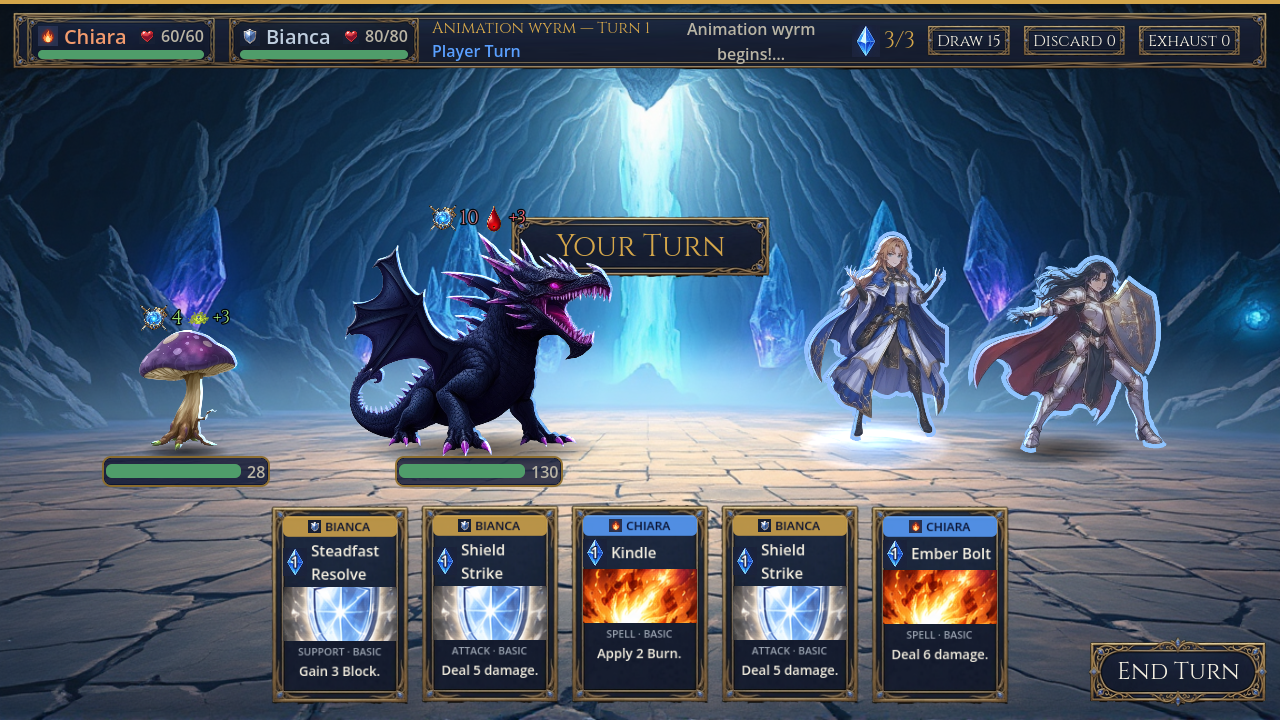 Chiara 60/60
Bianca 80/80
Animation wyrm — Turn 1
Player Turn
Animation wyrm
begins!...
3/3
Draw 15
Discard 0
Exhaust 0
10 +3
Your Turn
4 +3
28
130
BIANCA
1 Steadfast
Resolve
SUPPORT · BASIC
Gain 3 Block.
BIANCA
1 Shield
Strike
ATTACK · BASIC
Deal 5 damage.
CHIARA
1 Kindle
SPELL · BASIC
Apply 2 Burn.
BIANCA
1 Shield
Strike
ATTACK · BASIC
Deal 5 damage.
CHIARA
1 Ember Bolt
SPELL · BASIC
Deal 6 damage.
End Turn